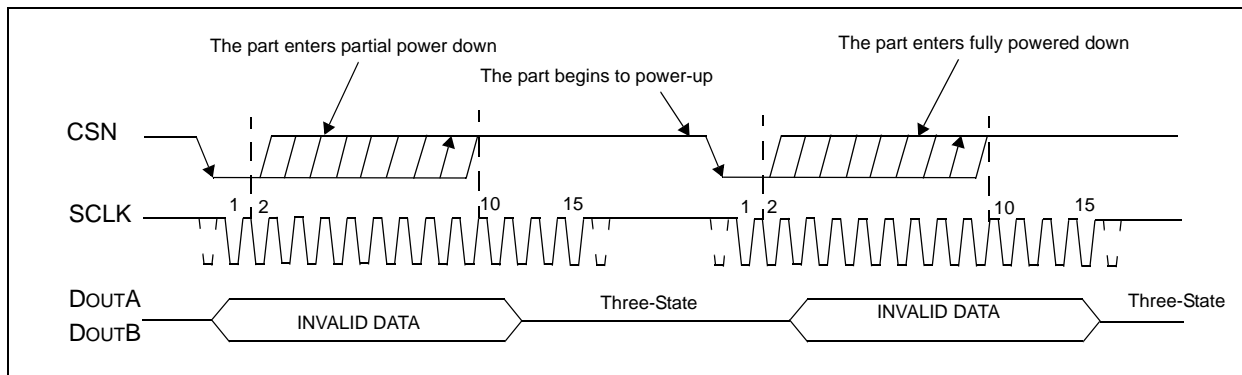 The part enters partial power down
The part enters fully powered down
The part begins to power-up
CSN
SCLK
1 2 10 15 1 2 10 15
DOUTA
DOUTB
INVALID DATA
Three-State
INVALID DATA
Three-State